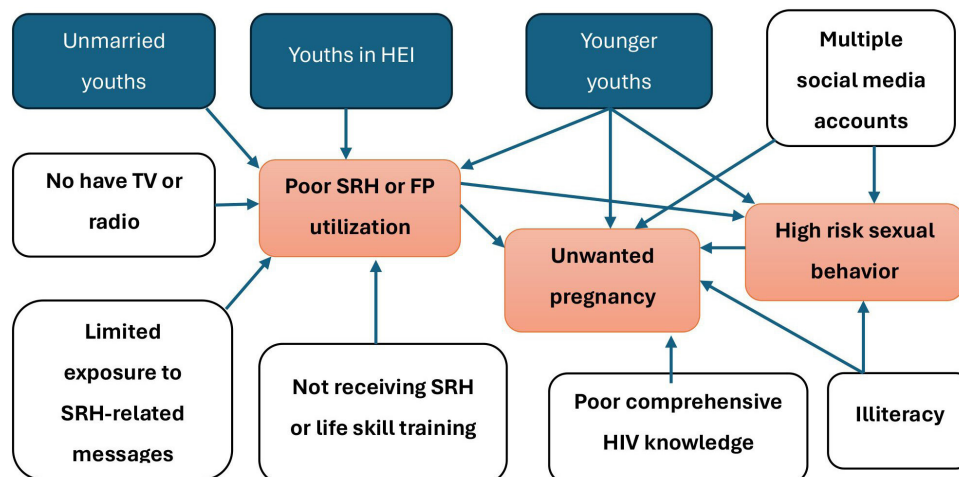 Unmarried
youths
Youths in HEI
Younger
youths
Multiple
social media
accounts
No have TV or
radio
Poor SRH or FP
utilization
High risk sexual
behavior
Unwanted
pregnancy
Limited
exposure to
SRH-related
messages
Not receiving SRH
or life skill training
Poor comprehensive
HIV knowledge
Illiteracy